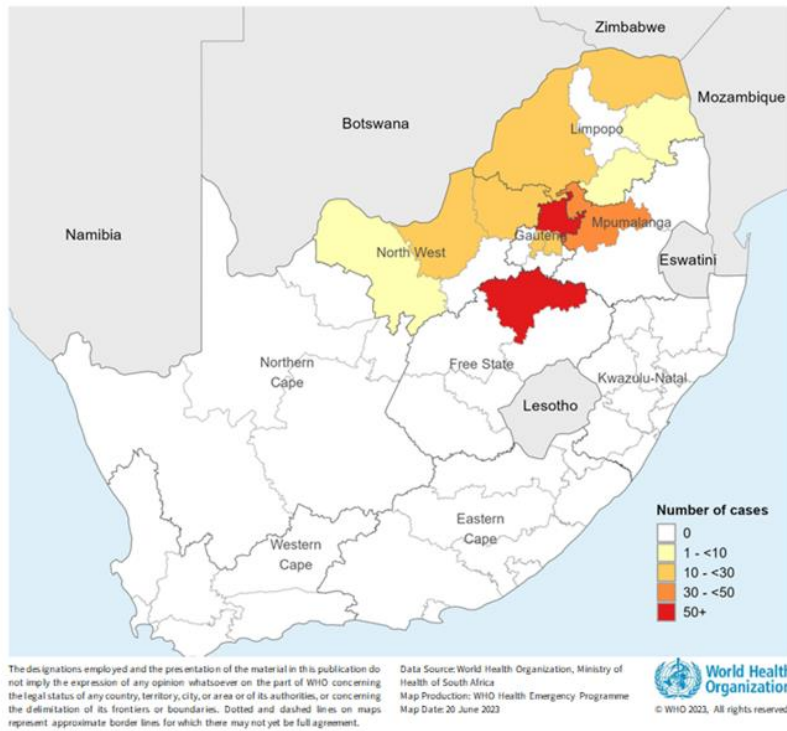 Zimbabwe
Mozambique
Botswana
Limpopo
Namibia
Mpumalanga
Gauteng
North West
Eswatini
Northern
Cape
Free State
Kwazulu-Natal
Lesotho
Number of cases
0
1 - <10
10 - <30
30 - <50
50+
Eastern
Cape
Western
Cape
The designations employed and the presentation of the material in this publication do
not imply the expression of any opinion whatsoever on the part of WHO concerning
the legal status of any country, territory, city, or area or of its authorities, or concerning
the delimitation of its frontiers or boundaries. Dotted and dashed lines on maps
represent approximate border lines for which there may not yet be full agreement.
Data Source: World Health Organization, Ministry of
Health of South Africa
Map Production: WHO Health Emergency Programme
Map Date: 20 June 2023
World Health
Organization
© WHO 2023, All rights reserved